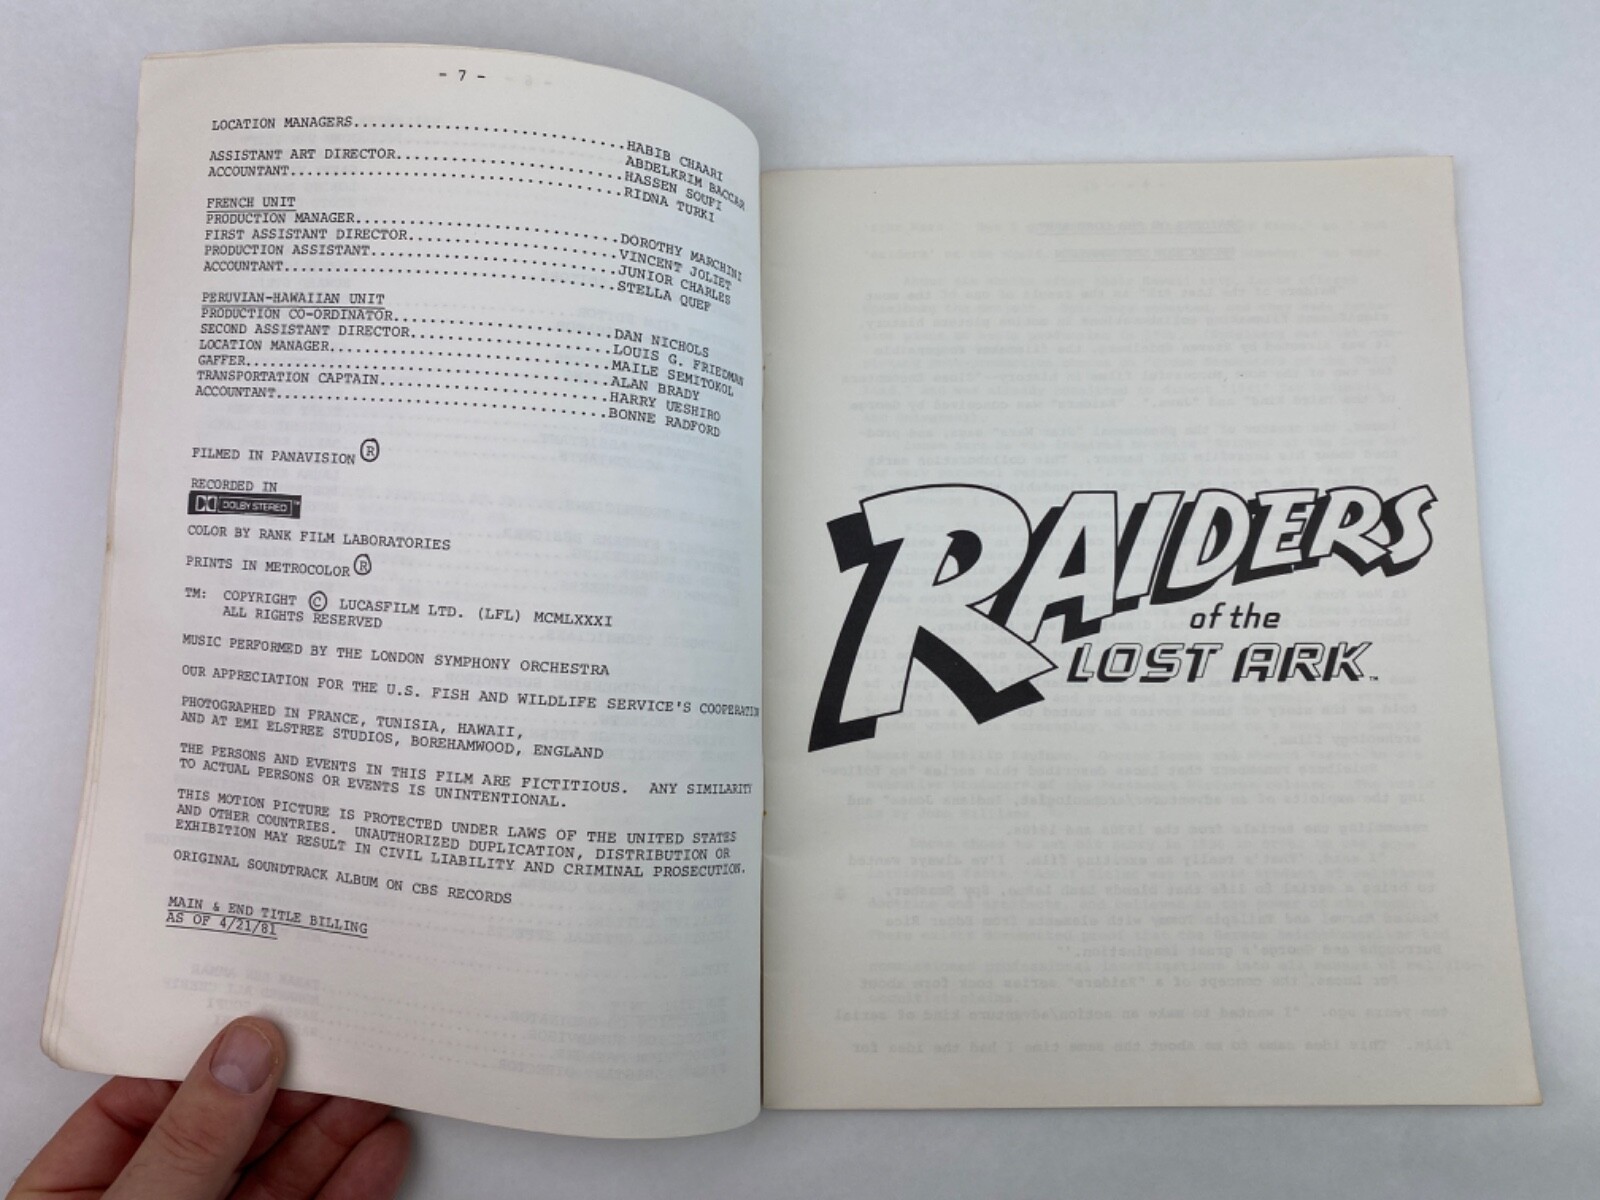 - 7 -
LOCATION MANAGERS..............................HABIB CHAARI
ABDELKRIM BACCAR
ASSISTANT ART DIRECTOR.........................HASSEN SOUFI
ACCOUNTANT.....................................RIDNA TURKI
FRENCH UNIT
PRODUCTION MANAGER.............................DOROTHY MARCHINI
FIRST ASSISTANT DIRECTOR.......................VINCENT JOLIET
PRODUCTION ASSISTANT...........................JUNIOR CHARLES
ACCOUNTANT.....................................STELLA QUEF
PERUVIAN-HAWAIIAN UNIT
PRODUCTION CO-ORDINATOR........................DAN NICHOLS
SECOND ASSISTANT DIRECTOR......................LOUIS G. FRIEDMAN
LOCATION MANAGER...............................MAILE SEMITOKOL
GAFFER.........................................ALAN BRADY
TRANSPORTATION CAPTAIN.........................HARRY UESHIRO
ACCOUNTANT.....................................BONNE RADFORD
FILMED IN PANAVISION ®
RECORDED IN
DOLBY STEREO ™
COLOR BY RANK FILM LABORATORIES
PRINTS IN METROCOLOR ®
TM: COPYRIGHT © LUCASFILM LTD. (LFL) MCMLXXXI
ALL RIGHTS RESERVED
MUSIC PERFORMED BY THE LONDON SYMPHONY ORCHESTRA
OUR APPRECIATION FOR THE U.S. FISH AND WILDLIFE SERVICE'S COOPERATION
PHOTOGRAPHED IN FRANCE, TUNISIA, HAWAII,
AND AT EMI ELSTREE STUDIOS, BOREHAMWOOD, ENGLAND
THE PERSONS AND EVENTS IN THIS FILM ARE FICTITIOUS. ANY SIMILARITY
TO ACTUAL PERSONS OR EVENTS IS UNINTENTIONAL.
THIS MOTION PICTURE IS PROTECTED UNDER LAWS OF THE UNITED STATES
AND OTHER COUNTRIES. UNAUTHORIZED DUPLICATION, DISTRIBUTION OR
EXHIBITION MAY RESULT IN CIVIL LIABILITY AND CRIMINAL PROSECUTION.
ORIGINAL SOUNDTRACK ALBUM ON CBS RECORDS
MAIN & END TITLE BILLING
AS OF 4/21/81
RAIDERS
of the
LOST ARK™